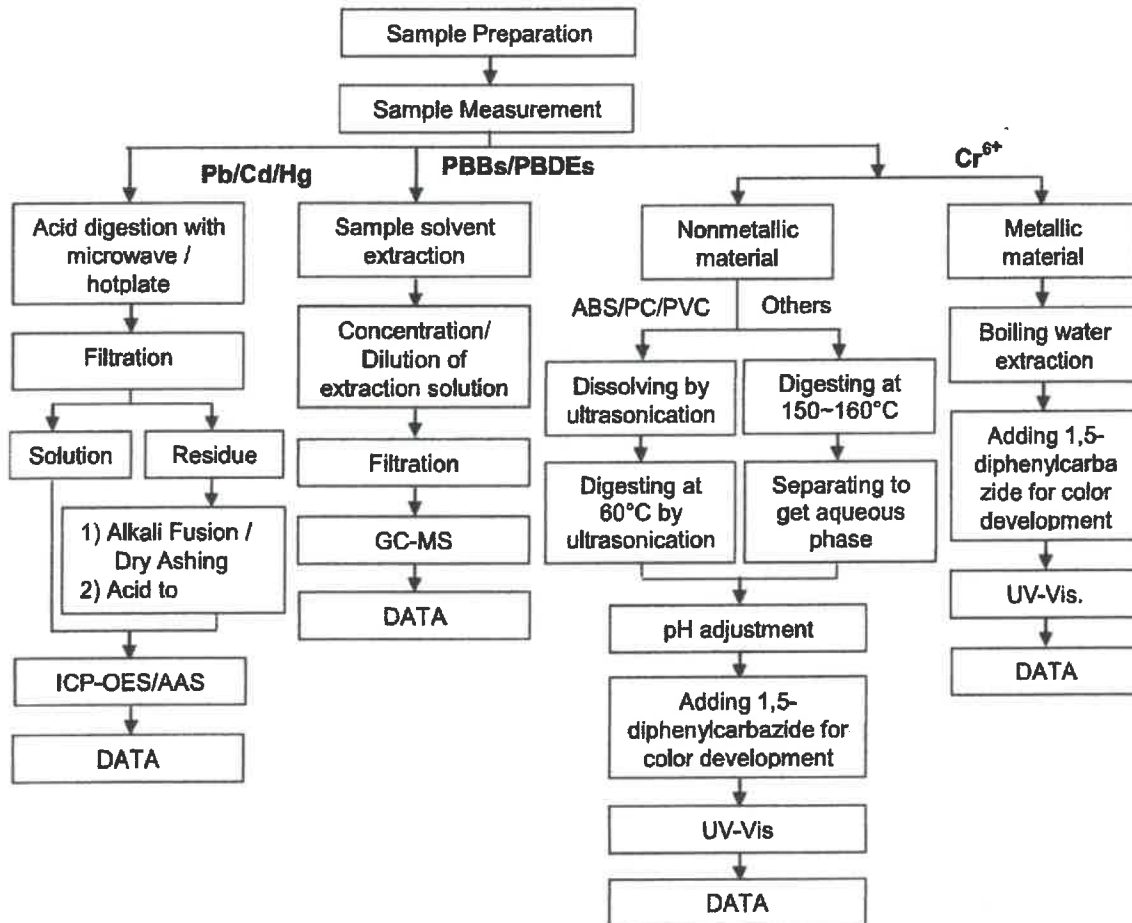 Sample Preparation
Sample Measurement
Pb/Cd/Hg
PBBs/PBDEs
Cr⁶⁺
Acid digestion with
microwave /
hotplate
Filtration
Solution
Residue
1) Alkali Fusion /
Dry Ashing
2) Acid to
ICP-OES/AAS
DATA
Sample solvent
extraction
Concentration/
Dilution of
extraction solution
Filtration
GC-MS
DATA
Nonmetallic
material
ABS/PC/PVC
Others
Dissolving by
ultrasonication
Digesting at
60°C by
ultrasonication
Digesting at
150~160°C
Separating to
get aqueous
phase
pH adjustment
Adding 1,5-
diphenylcarbazide for
color development
UV-Vis
DATA
Metallic
material
Boiling water
extraction
Adding 1,5-
diphenylcarba
zide for color
development
UV-Vis.
DATA